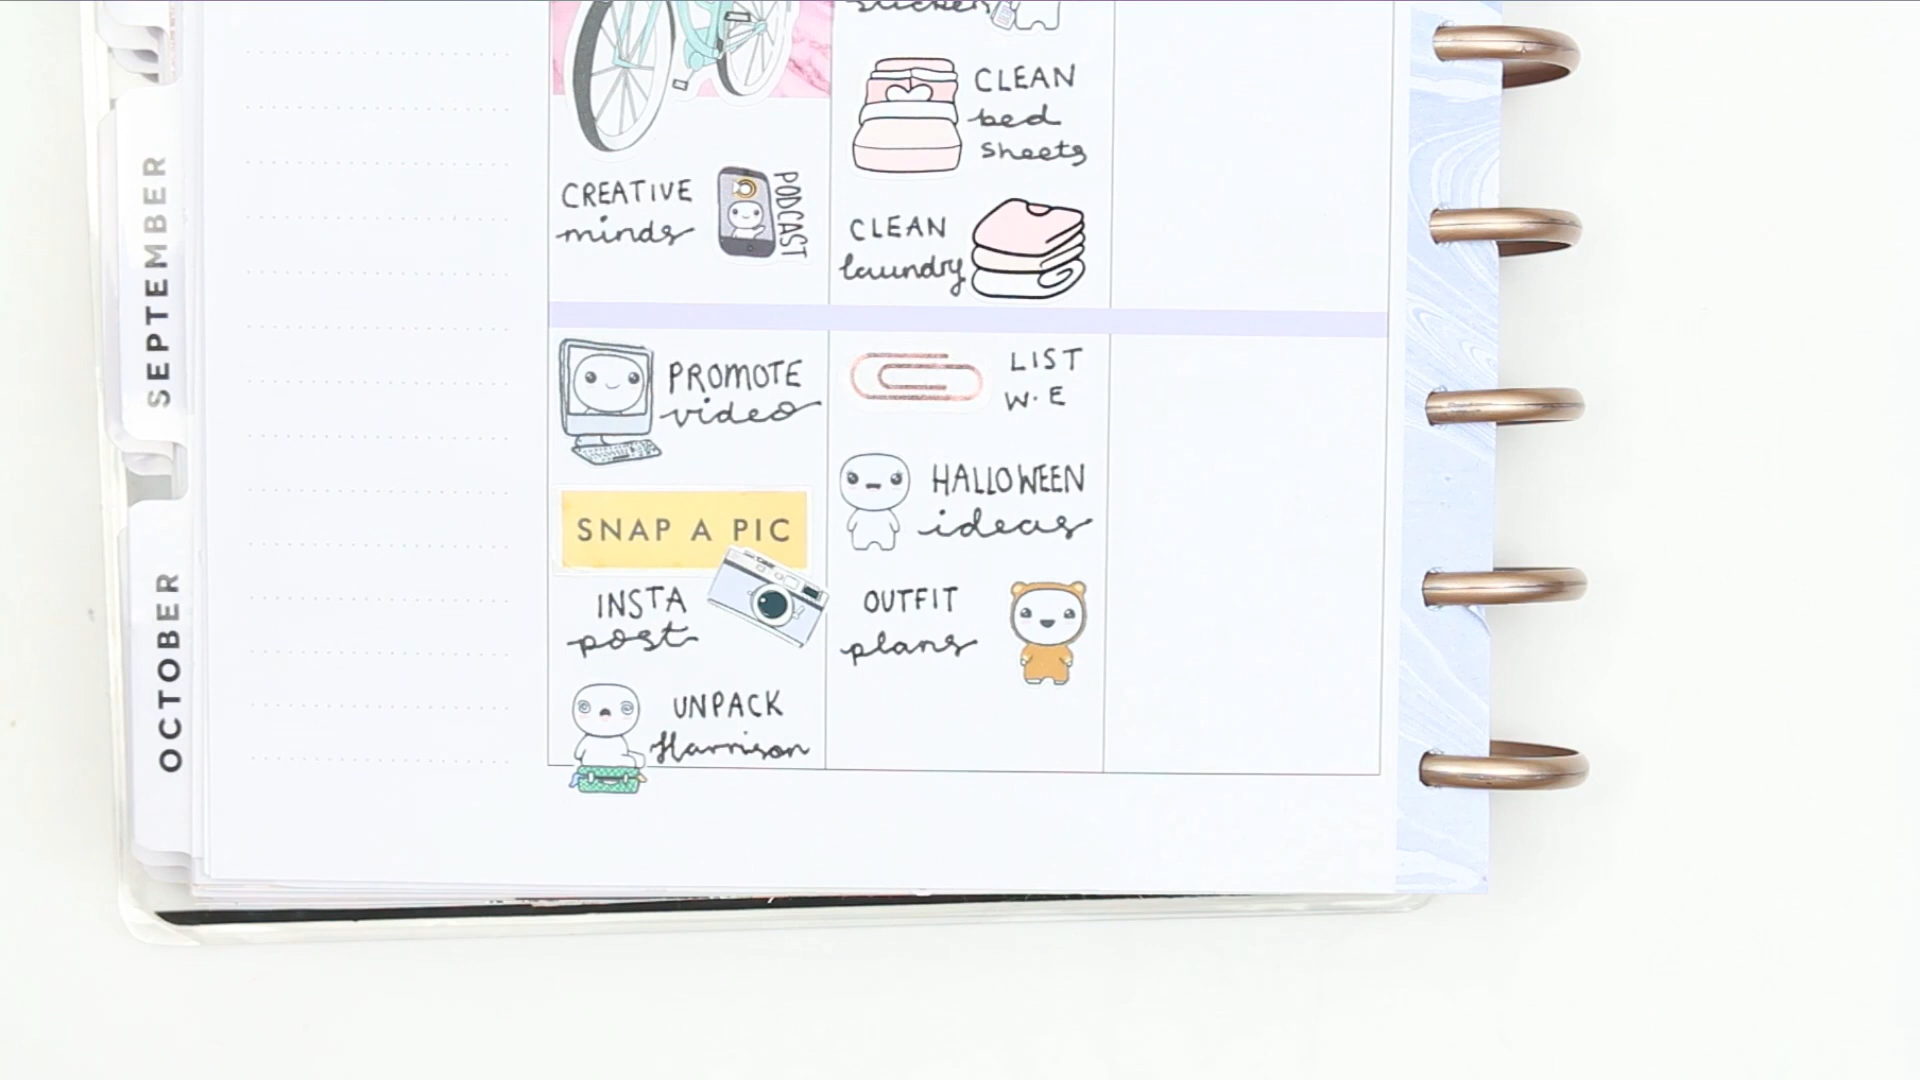 SEPTEMBER
OCTOBER
CREATIVE
minds
PODCAST
PROMOTE
video
SNAP A PIC
INSTA
post
UNPACK
Harrison
CLEAN
bed
sheets
CLEAN
laundry
LIST
W.E
HALLOWEEN
ideas
OUTFIT
plans